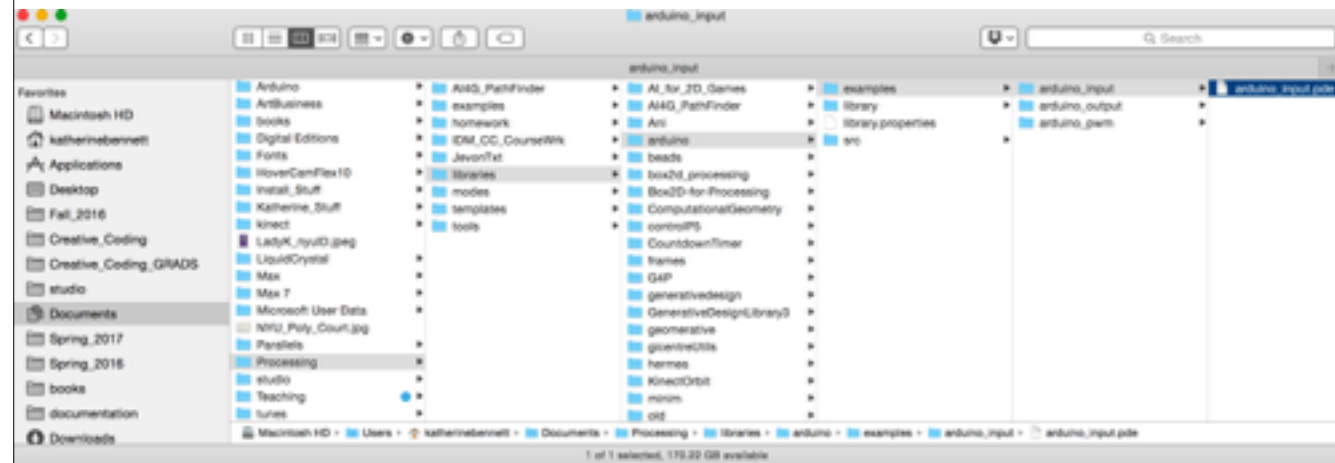 arduino_input
Search
arduino_input
Favorites
Macintosh HD
katherinebennett
Applications
Desktop
Fall_2016
Creative_Coding
Creative_Coding_GRADS
studio
Documents
Spring_2017
Spring_2016
books
documentation
Downloads
Arduino
ArtBusiness
books
Digital Editions
Fonts
HoverCamFlex10
Install_Stuff
Katherine_Stuff
kinect
LadyK_nyuID.jpeg
LiquidCrystal
Max
Max 7
Microsoft User Data
NYU_Poly_Court.jpg
Parallels
Processing
studio
Teaching
tunes
AI4G_PathFinder
examples
homework
IDM_CC_CourseWrk
JevonTxt
libraries
modes
templates
tools
AI_for_2D_Games
AI4G_PathFinder
Ani
arduino
beads
box2d_processing
Box2D-for-Processing
ComputationalGeometry
controlP5
CountdownTimer
frames
G4P
generativedesign
GenerativeDesignLibrary3
geomerative
gicentreUtils
hermes
KinectOrbit
minim
old
examples
library
library.properties
src
arduino_input
arduino_output
arduino_pwm
arduino_input.pde
Macintosh HD
Users
katherinebennett
Documents
Processing
libraries
arduino
examples
arduino_input
arduino_input.pde
1 of 1 selected, 170.22 GB available